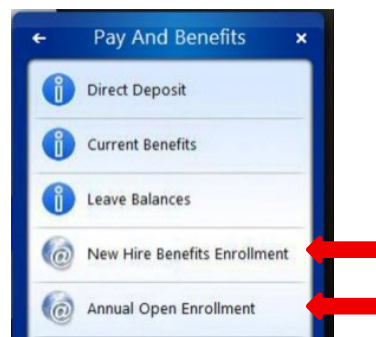 Pay And Benefits
Direct Deposit
Current Benefits
Leave Balances
New Hire Benefits Enrollment
Annual Open Enrollment